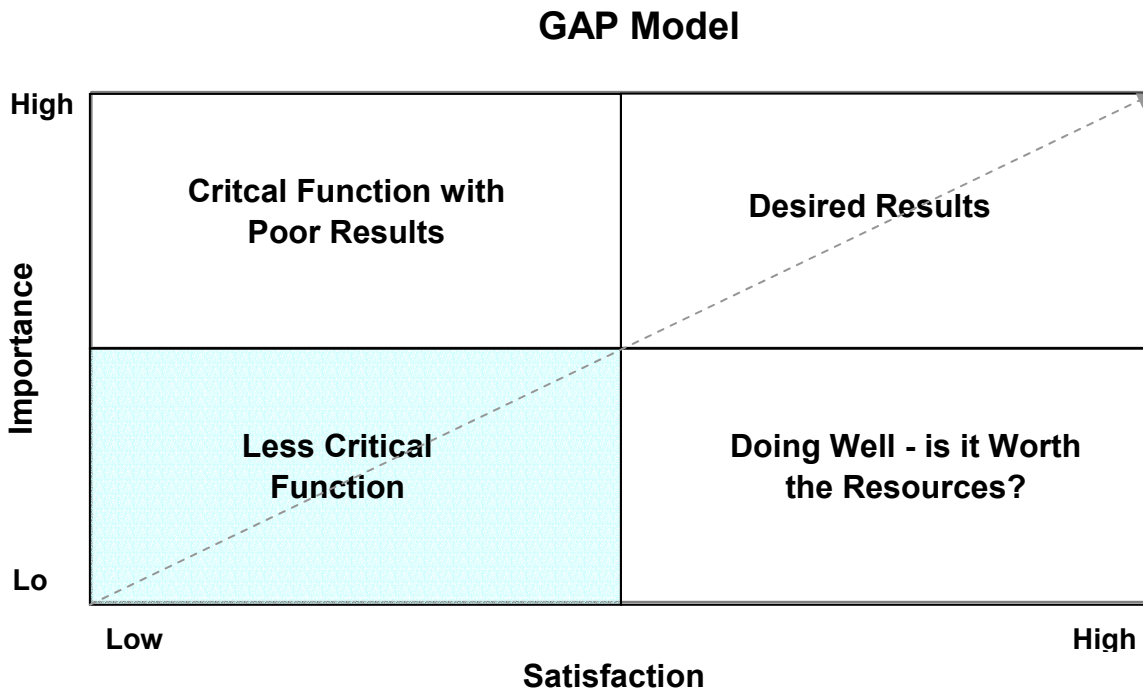 GAP Model
High
Critcal Function with
Poor Results
Desired Results
Importance
Less Critical
Function
Doing Well - is it Worth
the Resources?
Lo
Low
High
Satisfaction